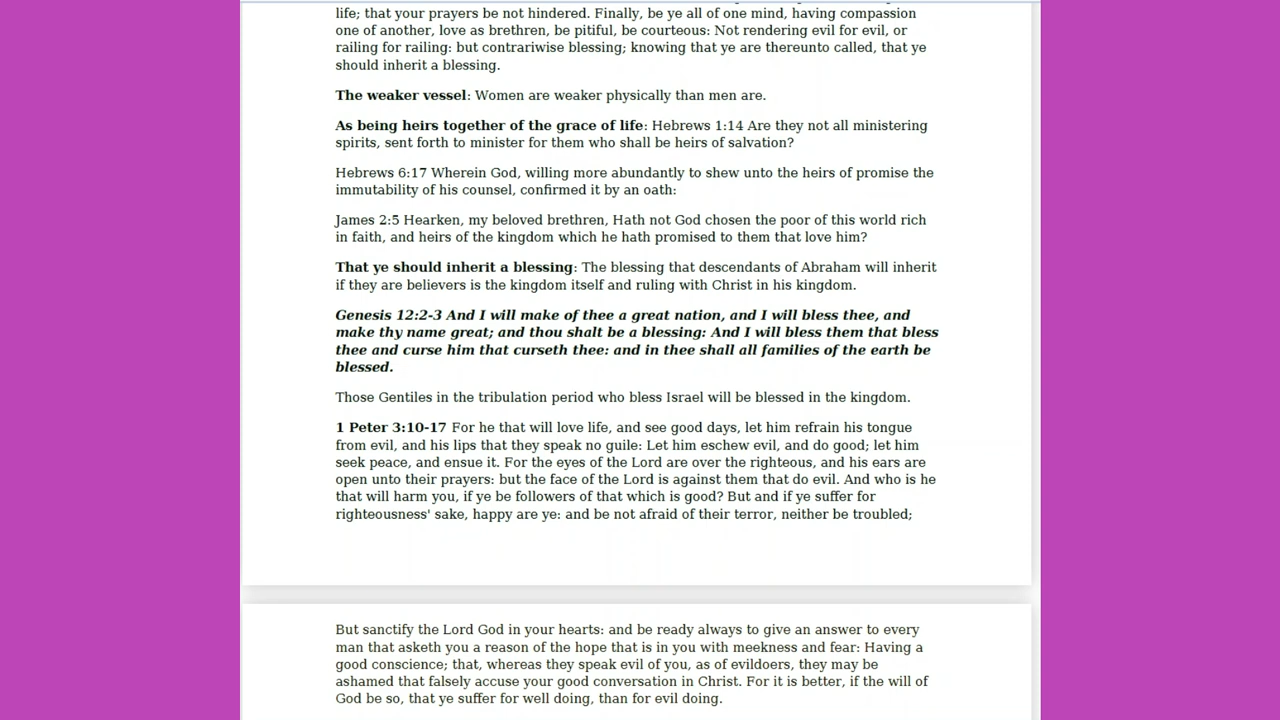 life; that your prayers be not hindered. Finally, be ye all of one mind, having compassion
one of another, love as brethren, be pitiful, be courteous: Not rendering evil for evil, or
railing for railing: but contrariwise blessing; knowing that ye are thereunto called, that ye
should inherit a blessing.
The weaker vessel: Women are weaker physically than men are.
As being heirs together of the grace of life: Hebrews 1:14 Are they not all ministering
spirits, sent forth to minister for them who shall be heirs of salvation?
Hebrews 6:17 Wherein God, willing more abundantly to shew unto the heirs of promise the
immutability of his counsel, confirmed it by an oath:
James 2:5 Hearken, my beloved brethren, Hath not God chosen the poor of this world rich
in faith, and heirs of the kingdom which he hath promised to them that love him?
That ye should inherit a blessing: The blessing that descendants of Abraham will inherit
if they are believers is the kingdom itself and ruling with Christ in his kingdom.
Genesis 12:2-3 And I will make of thee a great nation, and I will bless thee, and
make thy name great; and thou shalt be a blessing: And I will bless them that bless
thee and curse him that curseth thee: and in thee shall all families of the earth be
blessed.
Those Gentiles in the tribulation period who bless Israel will be blessed in the kingdom.
1 Peter 3:10-17 For he that will love life, and see good days, let him refrain his tongue
from evil, and his lips that they speak no guile: Let him eschew evil, and do good; let him
seek peace, and ensue it. For the eyes of the Lord are over the righteous, and his ears are
open unto their prayers: but the face of the Lord is against them that do evil. And who is he
that will harm you, if ye be followers of that which is good? But and if ye suffer for
righteousness' sake, happy are ye: and be not afraid of their terror, neither be troubled;
But sanctify the Lord God in your hearts: and be ready always to give an answer to every
man that asketh you a reason of the hope that is in you with meekness and fear: Having a
good conscience; that, whereas they speak evil of you, as of evildoers, they may be
ashamed that falsely accuse your good conversation in Christ. For it is better, if the will of
God be so, that ye suffer for well doing, than for evil doing.